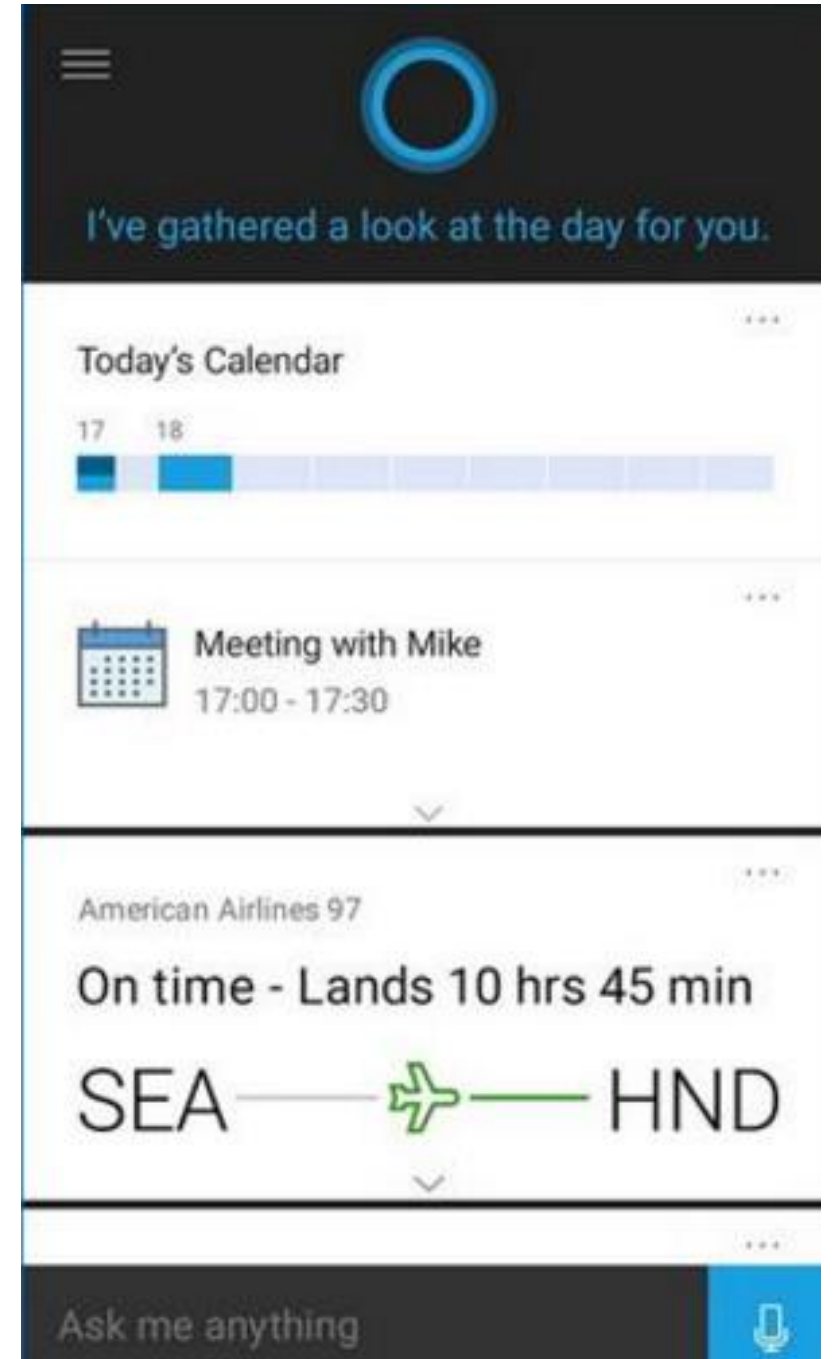 I've gathered a look at the day for you.
Today's Calendar
17 18
Meeting with Mike
17:00 - 17:30
American Airlines 97
On time - Lands 10 hrs 45 min
SEA HND
Ask me anything